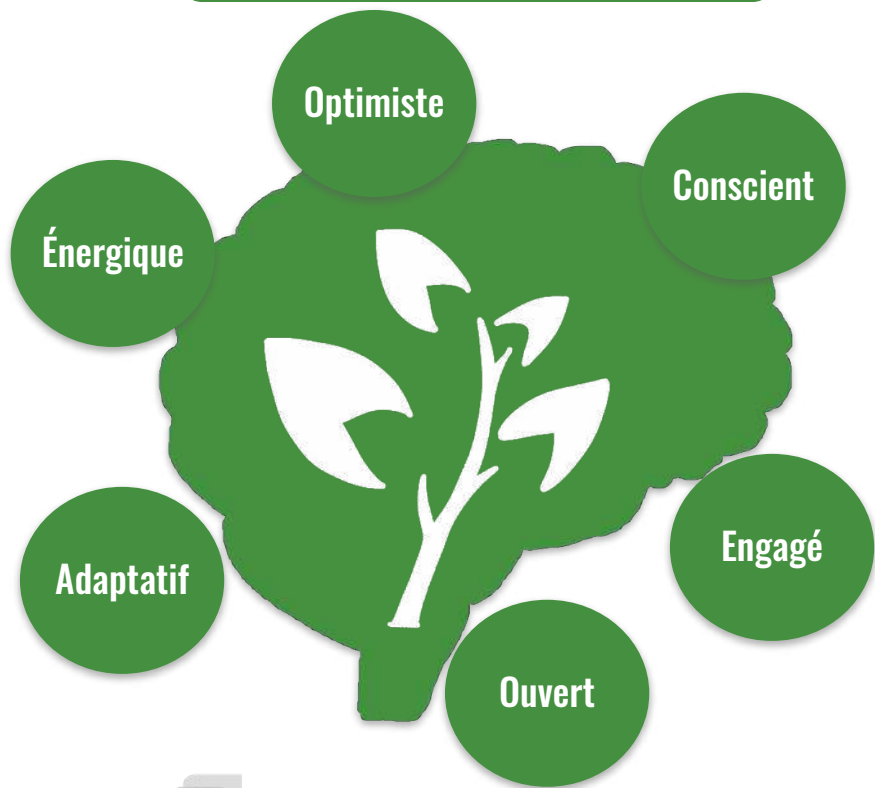 Optimiste
Conscient
Énergique
Engagé
Adaptatif
Ouvert